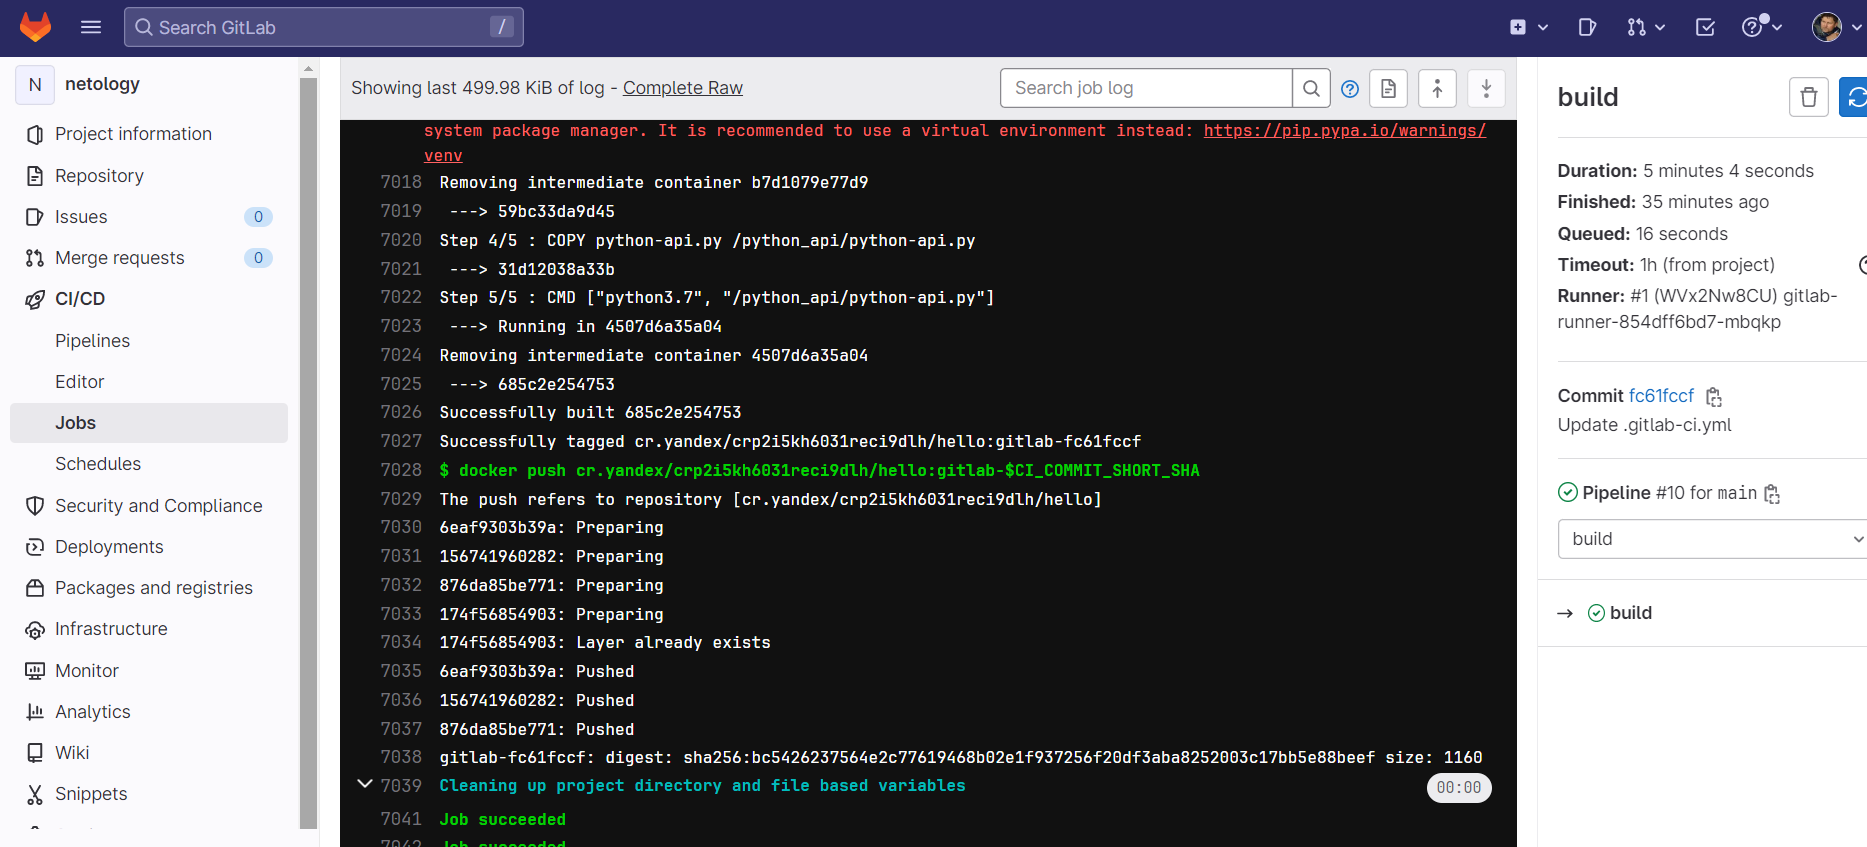 Search GitLab
/
N
netology
Project information
Repository
Issues
0
Merge requests
0
CI/CD
Pipelines
Editor
Jobs
Schedules
Security and Compliance
Deployments
Packages and registries
Infrastructure
Monitor
Analytics
Wiki
Snippets
Showing last 499.98 KiB of log - Complete Raw
Search job log
system package manager. It is recommended to use a virtual environment instead: https://pip.pypa.io/warnings/
venv
7018 Removing intermediate container b7d1079e77d9
7019 ---> 59bc33da9d45
7020 Step 4/5 : COPY python-api.py /python_api/python-api.py
7021 ---> 31d12038a33b
7022 Step 5/5 : CMD ["python3.7", "/python_api/python-api.py"]
7023 ---> Running in 4507d6a35a04
7024 Removing intermediate container 4507d6a35a04
7025 ---> 685c2e254753
7026 Successfully built 685c2e254753
7027 Successfully tagged cr.yandex/crp2i5kh6031reci9dlh/hello:gitlab-fc61fccf
7028 $ docker push cr.yandex/crp2i5kh6031reci9dlh/hello:gitlab-$CI_COMMIT_SHORT_SHA
7029 The push refers to repository [cr.yandex/crp2i5kh6031reci9dlh/hello]
7030 6eaf9303b39a: Preparing
7031 156741960282: Preparing
7032 876da85be771: Preparing
7033 174f56854903: Preparing
7034 174f56854903: Layer already exists
7035 6eaf9303b39a: Pushed
7036 156741960282: Pushed
7037 876da85be771: Pushed
7038 gitlab-fc61fccf: digest: sha256:bc5426237564e2c77619468b02e1f937256f20df3aba8252003c17bb5e88beef size: 1160
7039 Cleaning up project directory and file based variables
00:00
7041 Job succeeded
7042 Job succeeded
build
Duration: 5 minutes 4 seconds
Finished: 35 minutes ago
Queued: 16 seconds
Timeout: 1h (from project)
Runner: #1 (WVx2Nw8CU) gitlab-
runner-854dff6bd7-mbqkp
Commit fc61fccf
Update .gitlab-ci.yml
Pipeline #10 for main
build
→ build